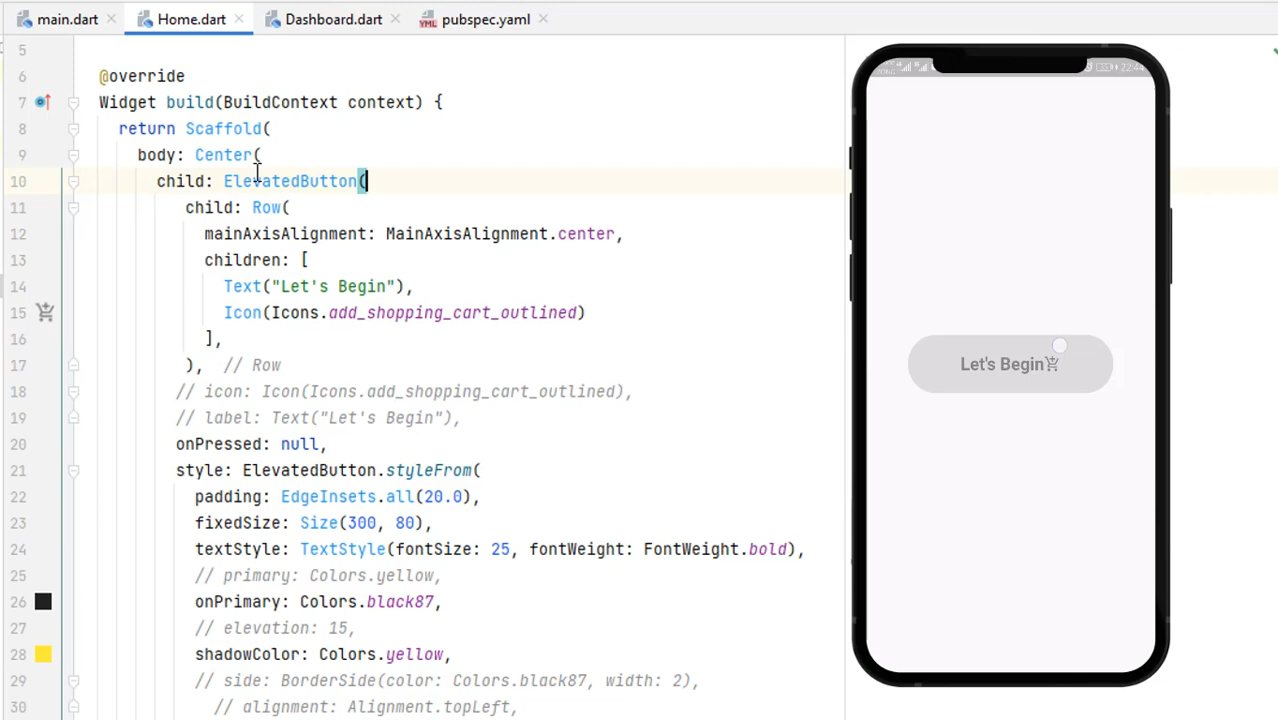 main.dart Home.dart Dashboard.dart YML pubspec.yaml
5
6 @override
7 Widget build(BuildContext context) {
8 return Scaffold(
9 body: Center(
10 child: ElevatedButton(
11 child: Row(
12 mainAxisAlignment: MainAxisAlignment.center,
13 children: [
14 Text("Let's Begin"),
15 Icon(Icons.add_shopping_cart_outlined)
16 ],
17 ), // Row
18 // icon: Icon(Icons.add_shopping_cart_outlined),
19 // label: Text("Let's Begin"),
20 onPressed: null,
21 style: ElevatedButton.styleFrom(
22 padding: EdgeInsets.all(20.0),
23 fixedSize: Size(300, 80),
24 textStyle: TextStyle(fontSize: 25, fontWeight: FontWeight.bold),
25 // primary: Colors.yellow,
26 onPrimary: Colors.black87,
27 // elevation: 15,
28 shadowColor: Colors.yellow,
29 // side: BorderSide(color: Colors.black87, width: 2),
30 // alignment: Alignment.topLeft,
22:44
Let's Begin